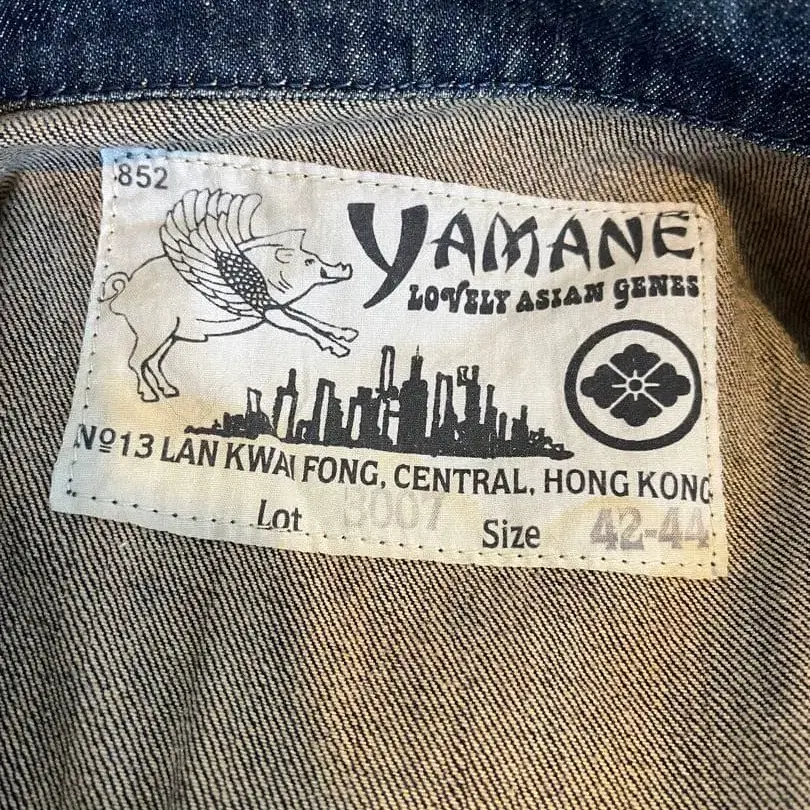 852
YAMANE
LOVELY ASIAN GENES
Nº13 LAN KWAI FONG, CENTRAL, HONG KONG
Lot 3007 Size 42-44